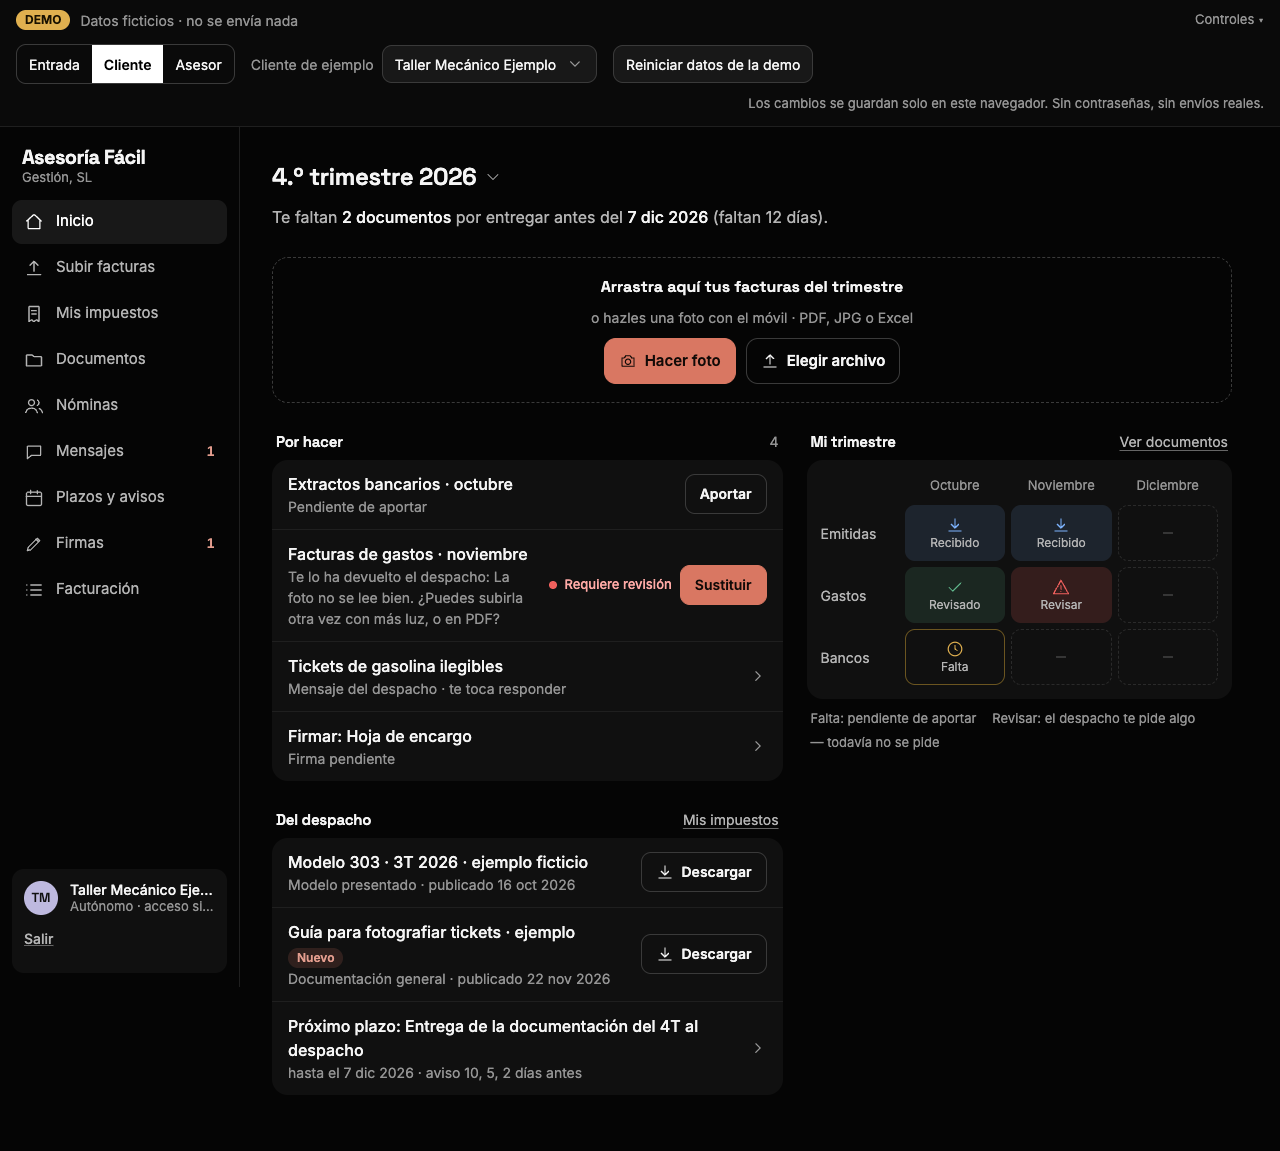 DEMO Datos ficticios · no se envía nada
Controles
Entrada Cliente Asesor Cliente de ejemplo Taller Mecánico Ejemplo Reiniciar datos de la demo
Los cambios se guardan solo en este navegador. Sin contraseñas, sin envíos reales.
Asesoría Fácil
Gestión, SL
Inicio
Subir facturas
Mis impuestos
Documentos
Nóminas
Mensajes 1
Plazos y avisos
Firmas 1
Facturación
TM
Taller Mecánico Eje...
Autónomo · acceso si...
Salir
4.º trimestre 2026
Te faltan 2 documentos por entregar antes del 7 dic 2026 (faltan 12 días).
Arrastra aquí tus facturas del trimestre
o hazles una foto con el móvil · PDF, JPG o Excel
Hacer foto
Elegir archivo
Por hacer 4
Extractos bancarios · octubre
Pendiente de aportar
Aportar
Facturas de gastos · noviembre
Te lo ha devuelto el despacho: La
foto no se lee bien. ¿Puedes subirla
otra vez con más luz, o en PDF?
Requiere revisión
Sustituir
Tickets de gasolina ilegibles
Mensaje del despacho · te toca responder
Firmar: Hoja de encargo
Firma pendiente
Mi trimestre
Ver documentos
Octubre Noviembre Diciembre
Emitidas Recibido Recibido —
Gastos Revisado Revisar —
Bancos Falta — —
Falta: pendiente de aportar Revisar: el despacho te pide algo
— todavía no se pide
Del despacho
Mis impuestos
Modelo 303 · 3T 2026 · ejemplo ficticio
Modelo presentado · publicado 16 oct 2026
Descargar
Guía para fotografiar tickets · ejemplo
Nuevo
Documentación general · publicado 22 nov 2026
Descargar
Próximo plazo: Entrega de la documentación del 4T al
despacho
hasta el 7 dic 2026 · aviso 10, 5, 2 días antes